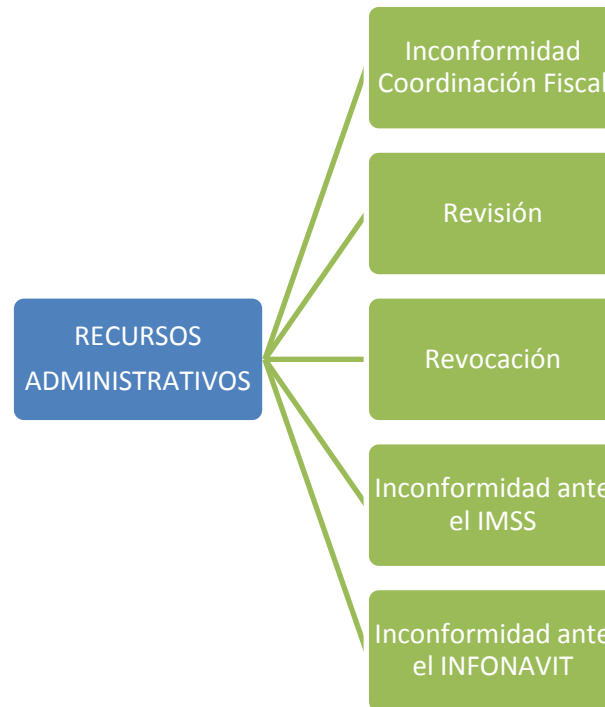 RECURSOS
ADMINISTRATIVOS
Inconformidad
Coordinación Fiscal
Revisión
Revocación
Inconformidad ante
el IMSS
Inconformidad ante
el INFONAVIT